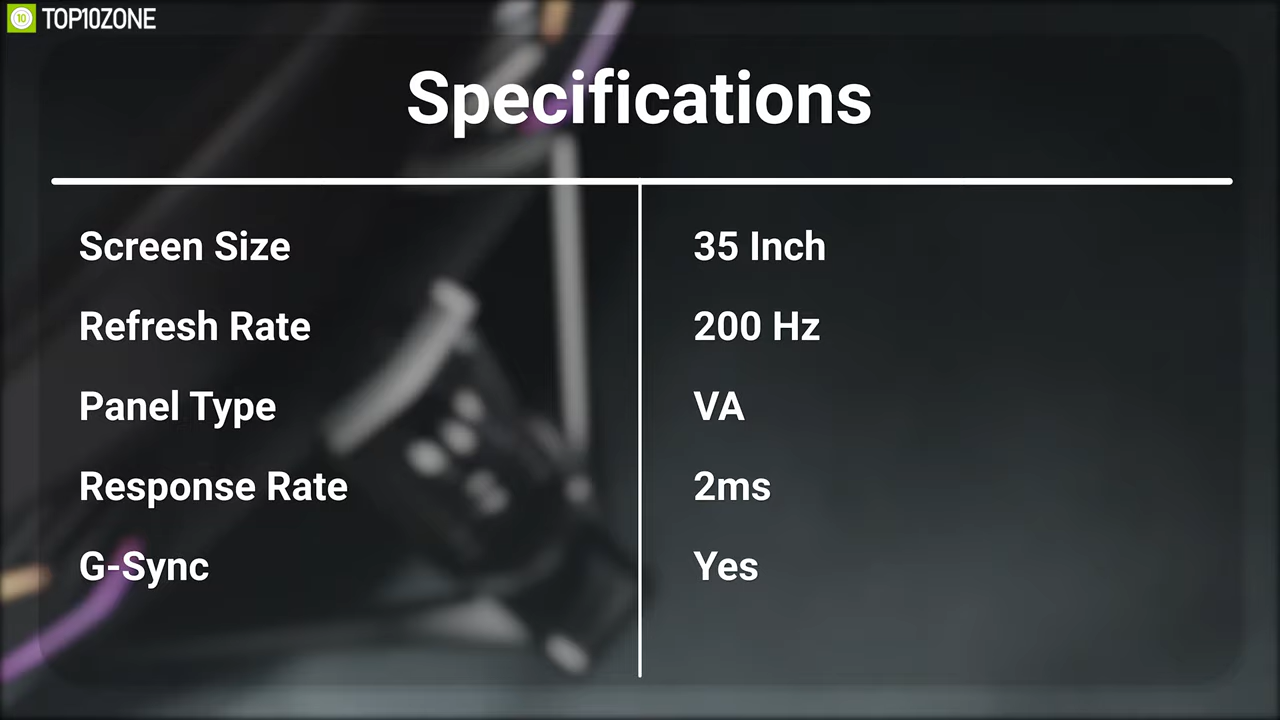 TOP10ZONE
Specifications
Screen Size 35 Inch
Refresh Rate 200 Hz
Panel Type VA
Response Rate 2ms
G-Sync Yes